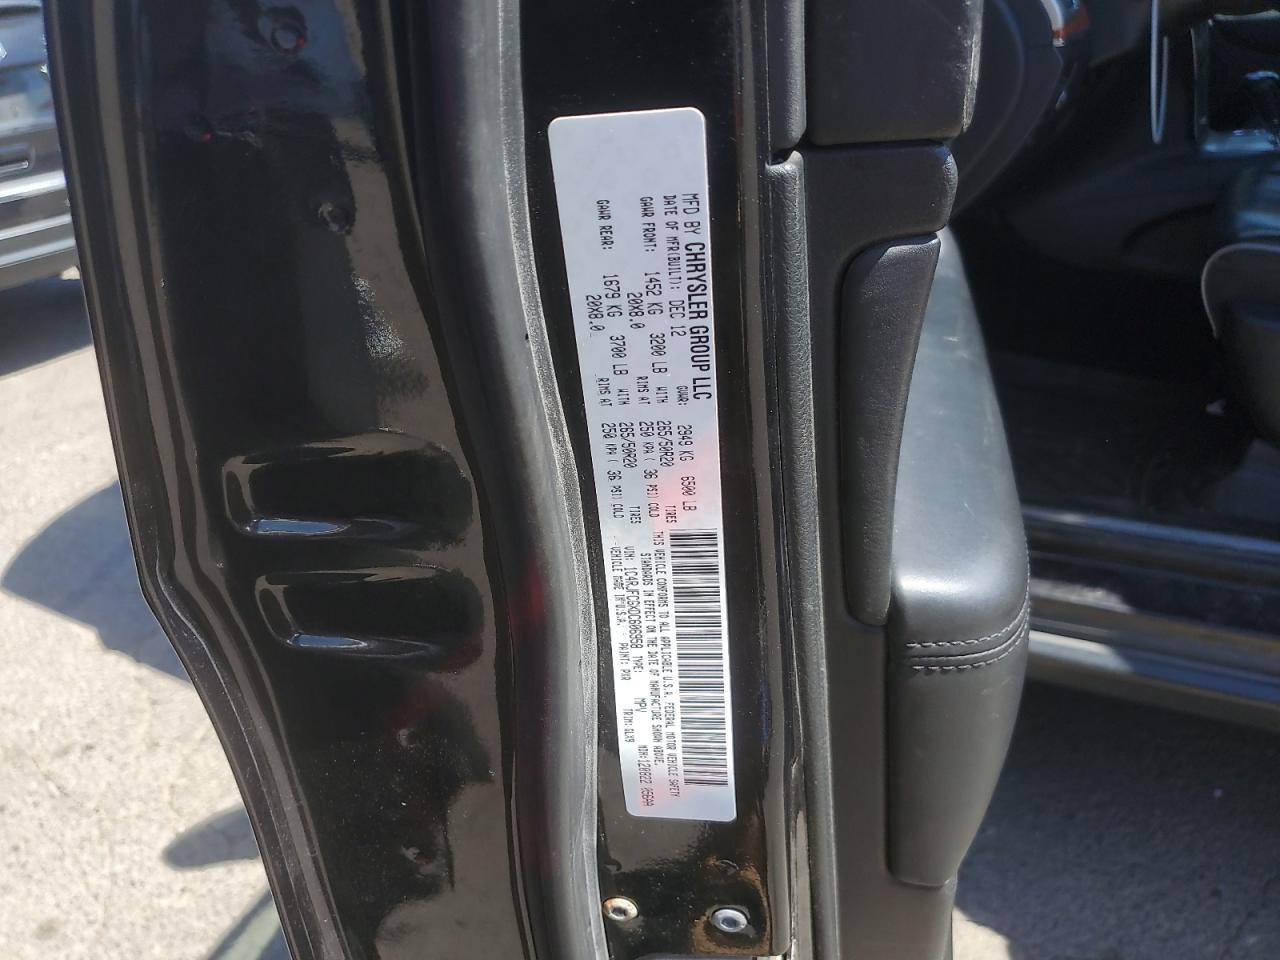 MFD BY CHRYSLER GROUP LLC
DATE OF MFR(BUILT): DEC 12 GVWR: 2949 KG 6500 LB
GAWR FRONT: 1452 KG 3200 LB WITH 265/50R20 TIRES
20X8.0 RIMS AT 250 KPA ( 36 PSI) COLD
GAWR REAR: 1679 KG 3700 LB WITH 265/50R20 TIRES
20X8.0 RIMS AT 250 KPA ( 36 PSI) COLD
THIS VEHICLE CONFORMS TO ALL APPLICABLE U.S.A. FEDERAL MOTOR VEHICLE SAFETY
STANDARDS IN EFFECT ON THE DATE OF MANUFACTURE SHOWN ABOVE.
VIN: TYPE: MPV MDH:120822 056AA
--VEHICLE MADE IN U.S.A. -- PAINT: PXR TRIM: